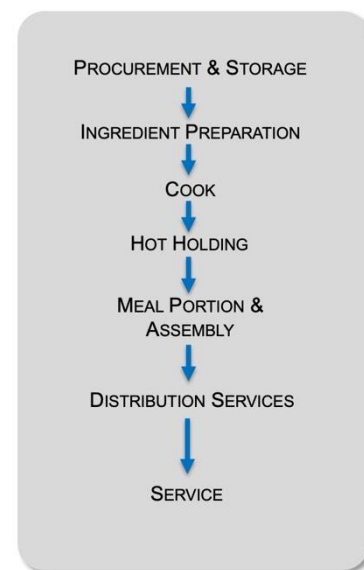 PROCUREMENT & STORAGE
INGREDIENT PREPARATION
COOK
HOT HOLDING
MEAL PORTION &
ASSEMBLY
DISTRIBUTION SERVICES
SERVICE